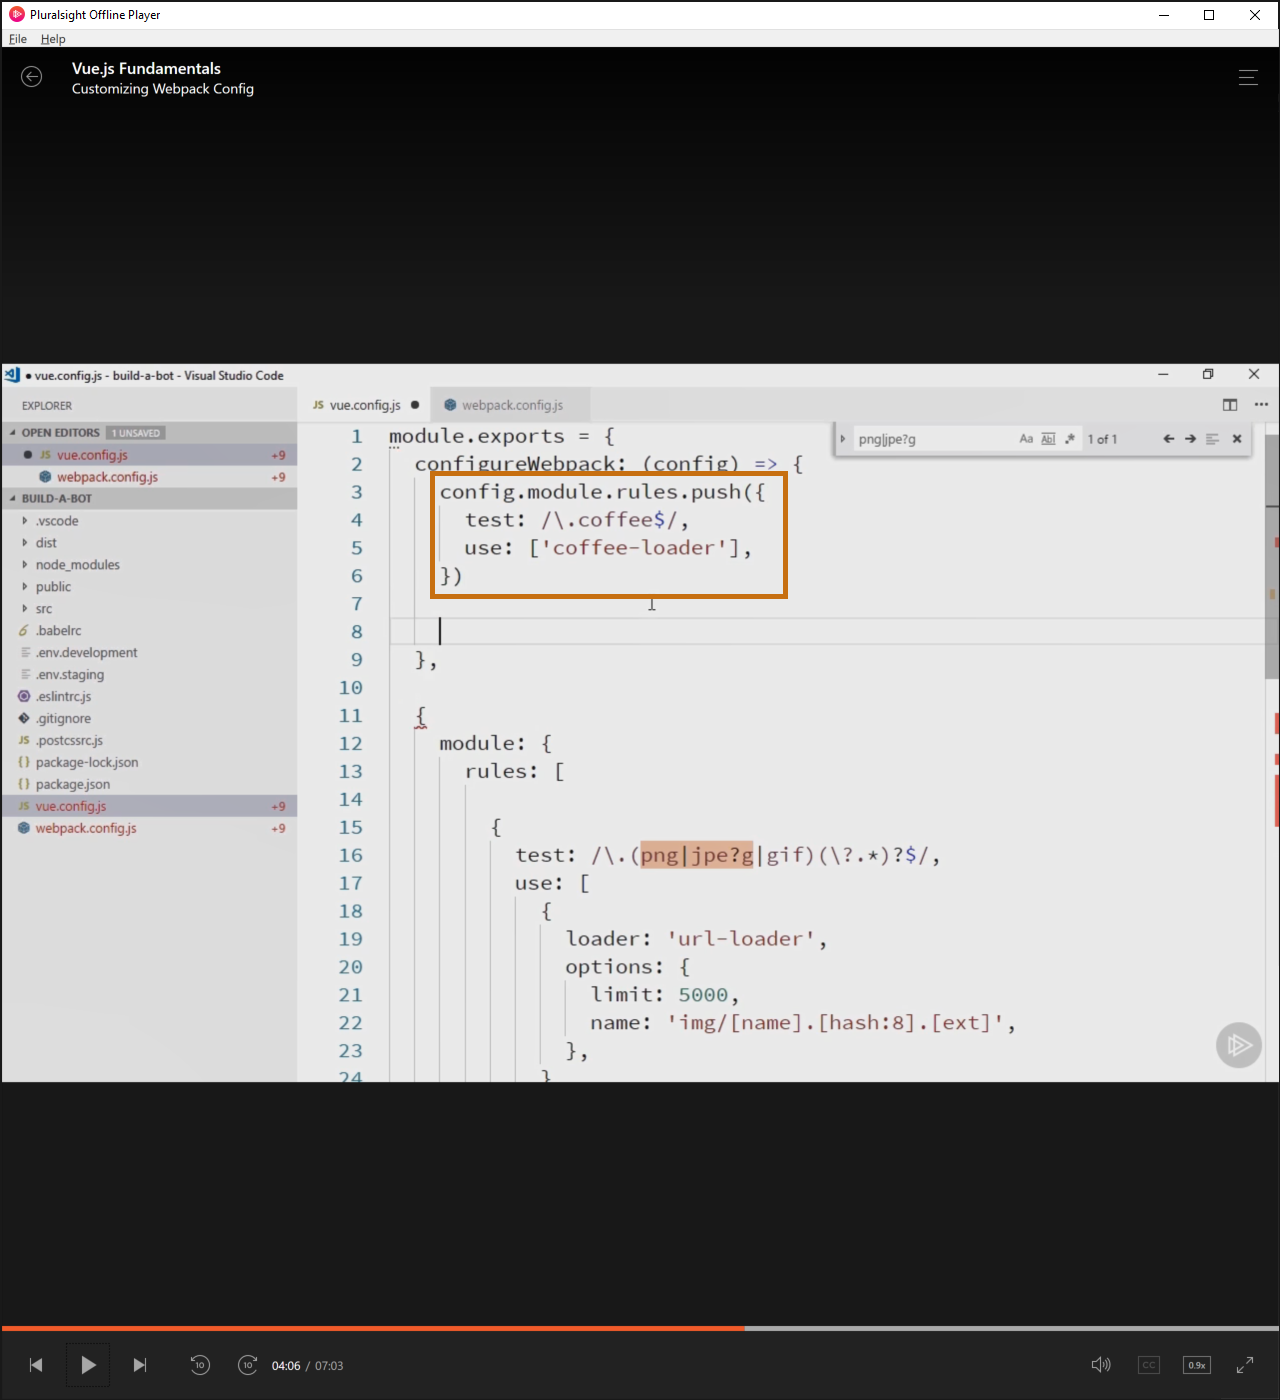 Pluralsight Offline Player
File Help
Vue.js Fundamentals
Customizing Webpack Config
● vue.config.js - build-a-bot - Visual Studio Code
EXPLORER
OPEN EDITORS 1 UNSAVED
JS vue.config.js +9
webpack.config.js +9
BUILD-A-BOT
.vscode
dist
node_modules
public
src
.babelrc
.env.development
.env.staging
.eslintrc.js
.gitignore
JS .postcssrc.js
{} package-lock.json
{} package.json
JS vue.config.js +9
webpack.config.js +9
JS vue.config.js ●
webpack.config.js
png|jpe?g Aa Abl .* 1 of 1
1 module.exports = {
2 configureWebpack: (config) => {
3 config.module.rules.push({
4 test: /\.coffee$/,
5 use: ['coffee-loader'],
6 })
7
8
9 },
10
11 {
12 module: {
13 rules: [
14
15 {
16 test: /\.(png|jpe?g|gif)(\?.*)?$/,
17 use: [
18 {
19 loader: 'url-loader',
20 options: {
21 limit: 5000,
22 name: 'img/[name].[hash:8].[ext]',
23 },
24 }
10 10 04:06 / 07:03 CC 0.9x